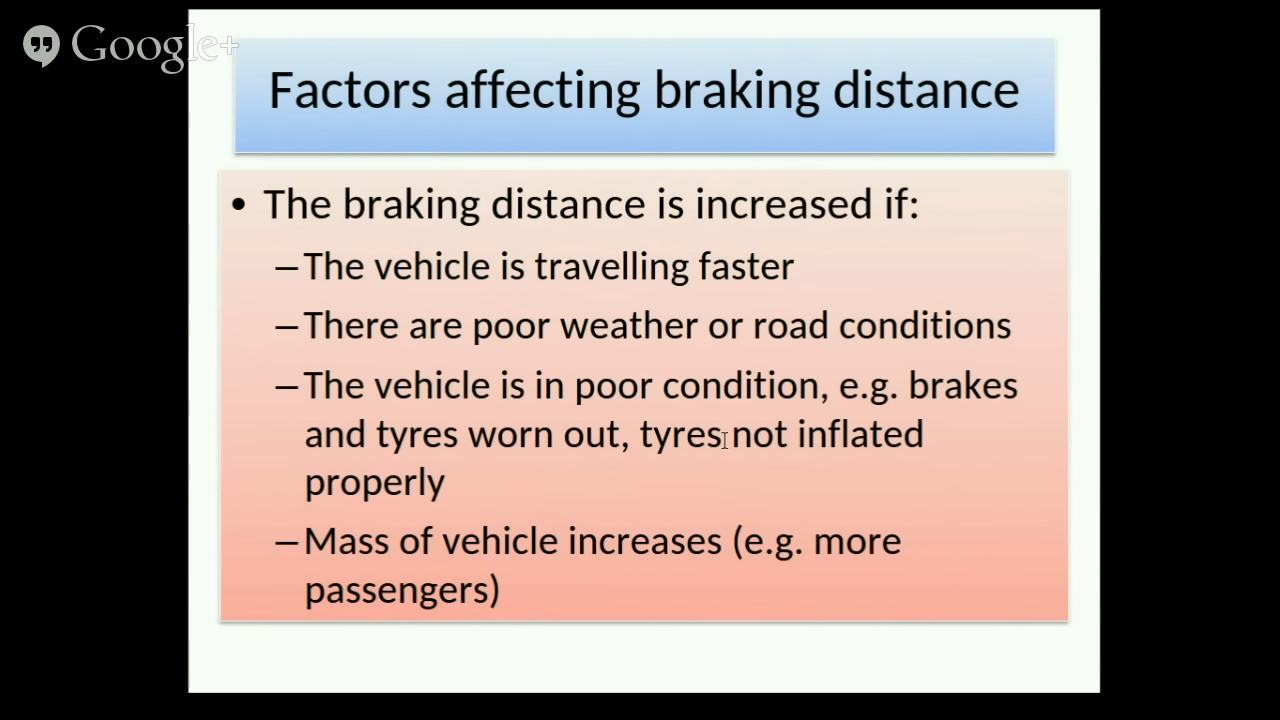 Google+
Factors affecting braking distance
• The braking distance is increased if:
– The vehicle is travelling faster
– There are poor weather or road conditions
– The vehicle is in poor condition, e.g. brakes
and tyres worn out, tyres not inflated
properly
– Mass of vehicle increases (e.g. more
passengers)